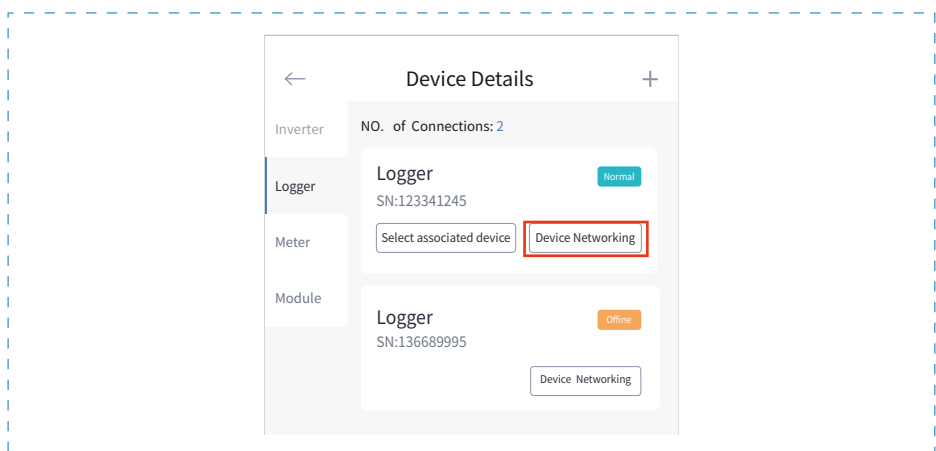 ← Device Details +
Inverter
NO. of Connections: 2
Logger
Logger
Normal
SN:123341245
Select associated device
Device Networking
Meter
Module
Logger
Offine
SN:136689995
Device Networking